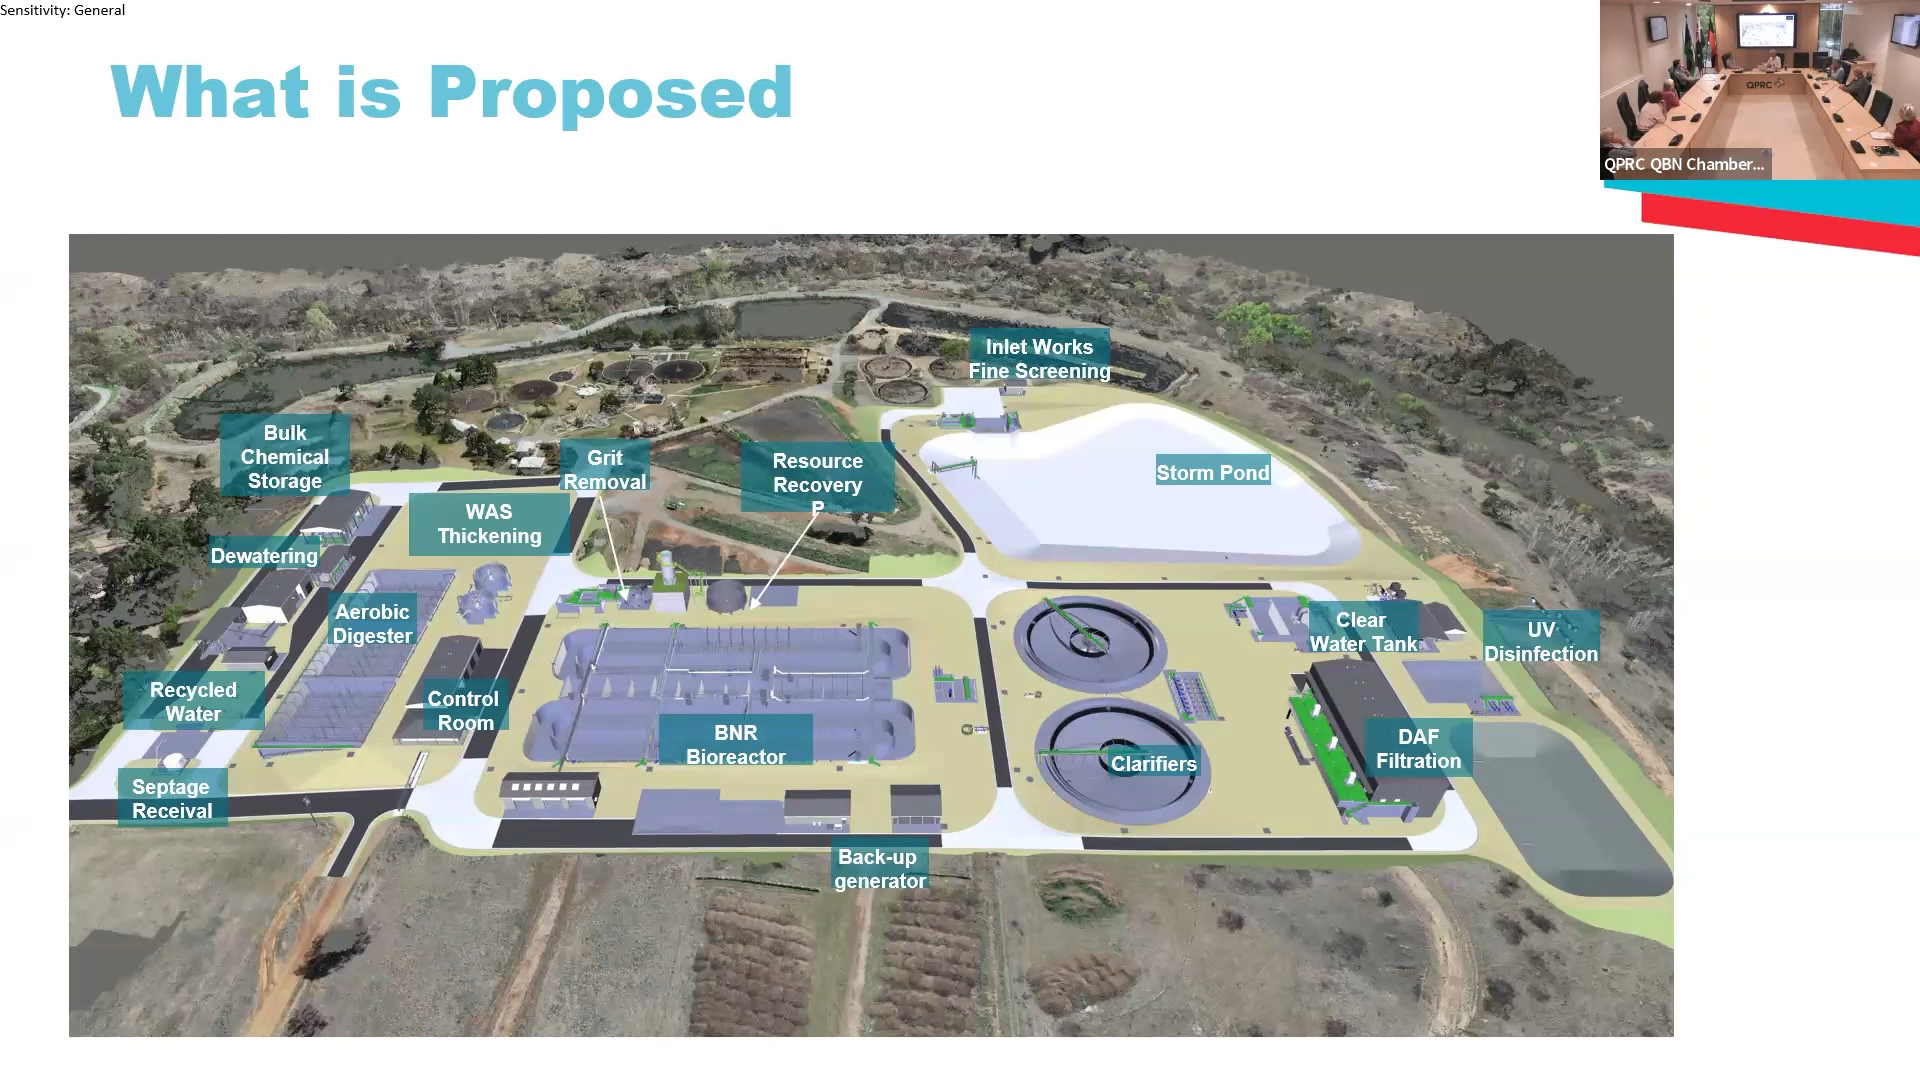 Sensitivity: General
What is Proposed
QPRC
QPRC QBN Chamber...
Inlet Works
Fine Screening
Bulk
Chemical
Storage
Grit
Removal
Resource
Recovery
P
Storm Pond
WAS
Thickening
Dewatering
Aerobic
Digester
Clear
Water Tank
UV
Disinfection
Recycled
Water
Control
Room
BNR
Bioreactor
Clarifiers
DAF
Filtration
Septage
Receival
Back-up
generator